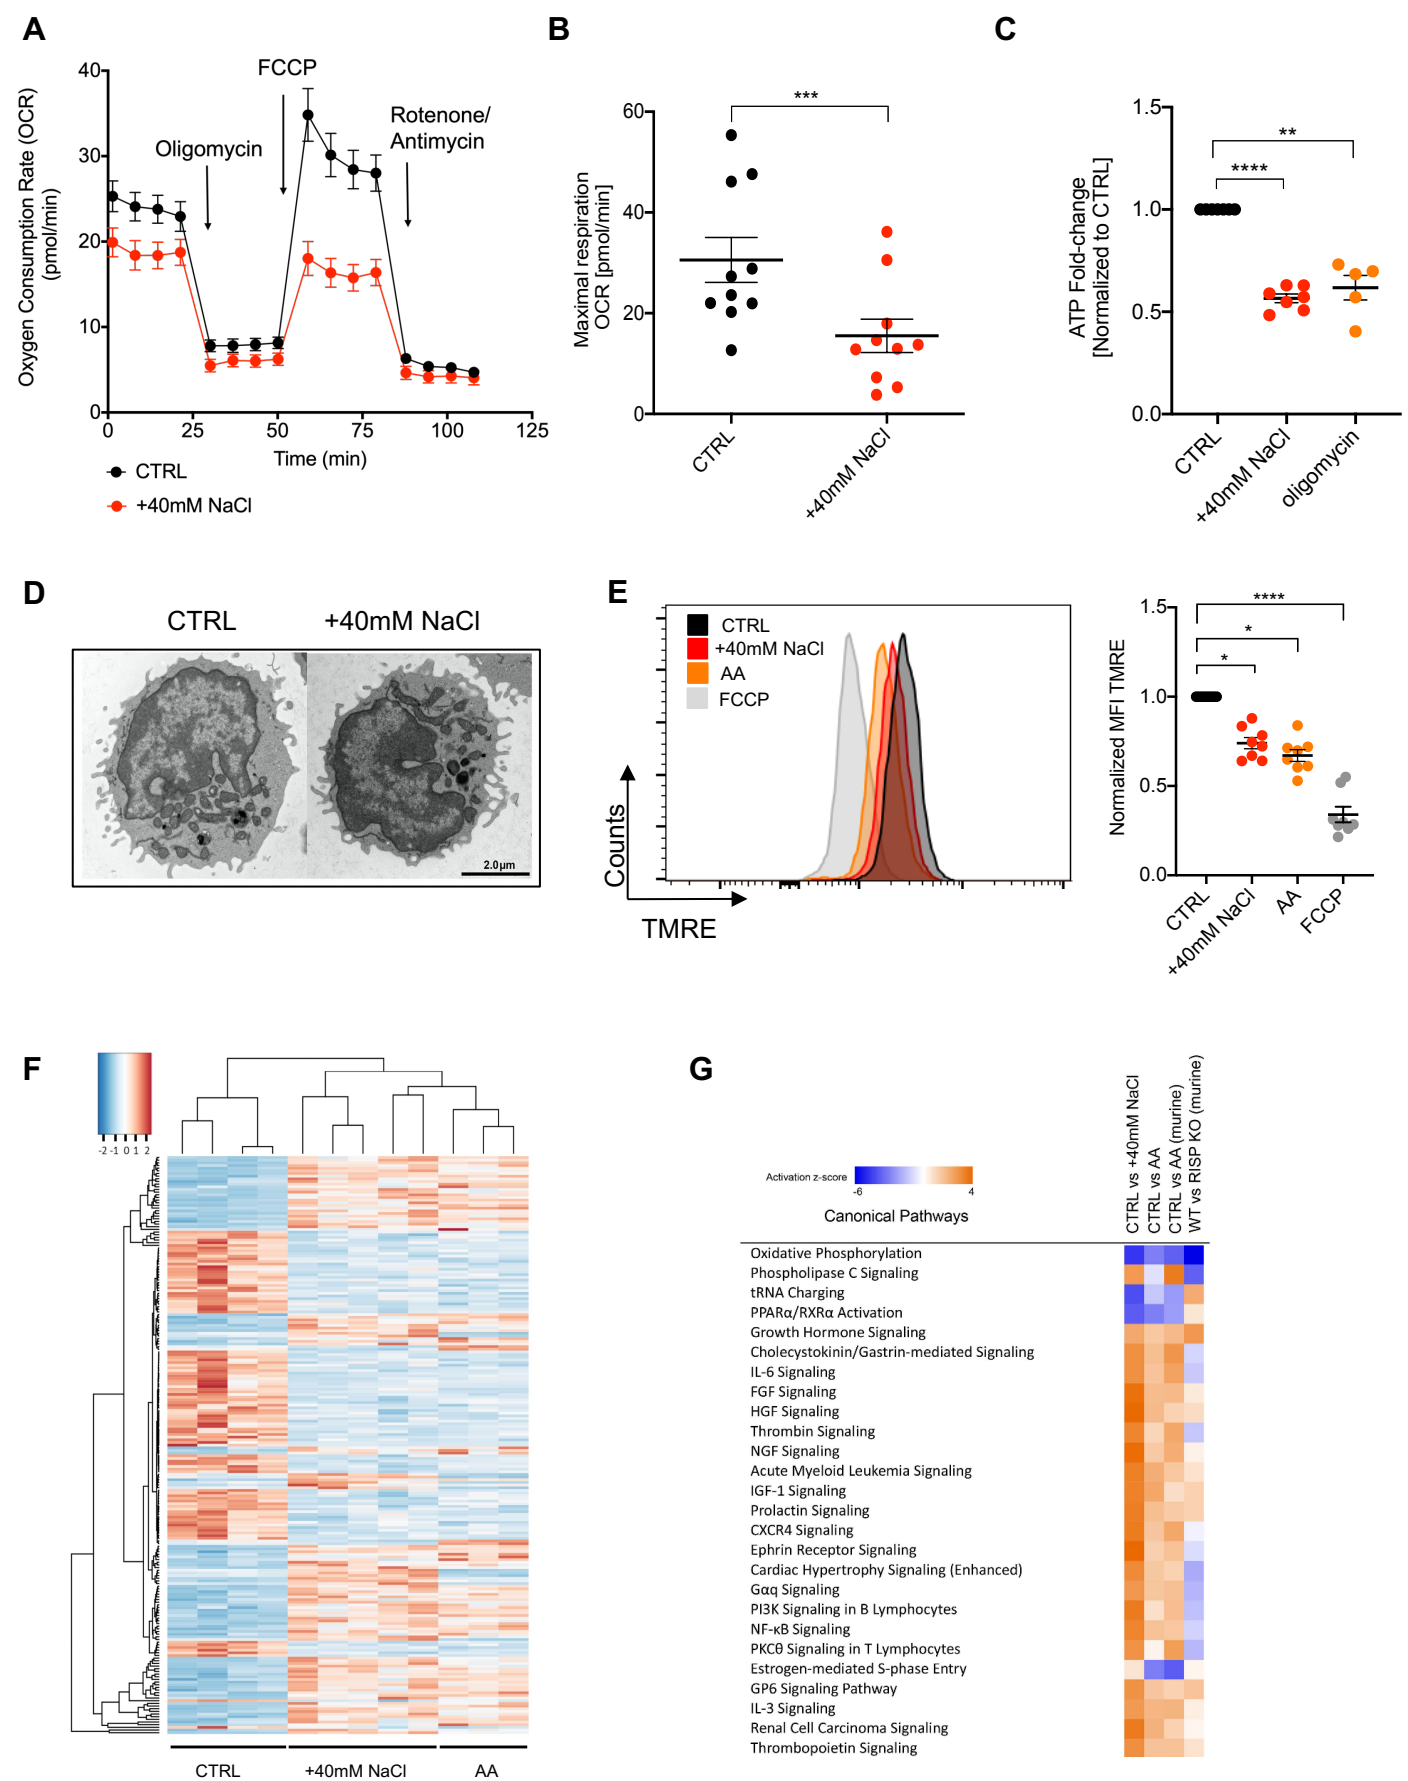 A
Oxygen Consumption Rate (OCR)
(pmol/min)
40
30
20
10
0
0
25
50
75
100
125
Time (min)
Oligomycin
FCCP
Rotenone/
Antimycin
CTRL
+40mM NaCl
B
Maximal respiration
OCR [pmol/min]
60
40
20
0
***
CTRL
+40mM NaCl
C
ATP Fold-change
[Normalized to CTRL]
1.5
1.0
0.5
0.0
**
****
CTRL
+40mM NaCl
oligomycin
D
CTRL
+40mM NaCl
2.0µm
E
CTRL
+40mM NaCl
AA
FCCP
Counts
TMRE
Normalized MFI TMRE
1.5
1.0
0.5
0.0
****
*
*
CTRL
+40mM NaCl
AA
FCCP
F
-2 -1 0 1 2
CTRL
+40mM NaCl
AA
G
Activation z-score
-6
4
Canonical Pathways
CTRL vs +40mM NaCl
CTRL vs AA
CTRL vs AA (murine)
WT vs RISP KO (murine)
Oxidative Phosphorylation
Phospholipase C Signaling
tRNA Charging
PPARα/RXRα Activation
Growth Hormone Signaling
Cholecystokinin/Gastrin-mediated Signaling
IL-6 Signaling
FGF Signaling
HGF Signaling
Thrombin Signaling
NGF Signaling
Acute Myeloid Leukemia Signaling
IGF-1 Signaling
Prolactin Signaling
CXCR4 Signaling
Ephrin Receptor Signaling
Cardiac Hypertrophy Signaling (Enhanced)
Gαq Signaling
PI3K Signaling in B Lymphocytes
NF-κB Signaling
PKCθ Signaling in T Lymphocytes
Estrogen-mediated S-phase Entry
GP6 Signaling Pathway
IL-3 Signaling
Renal Cell Carcinoma Signaling
Thrombopoietin Signaling